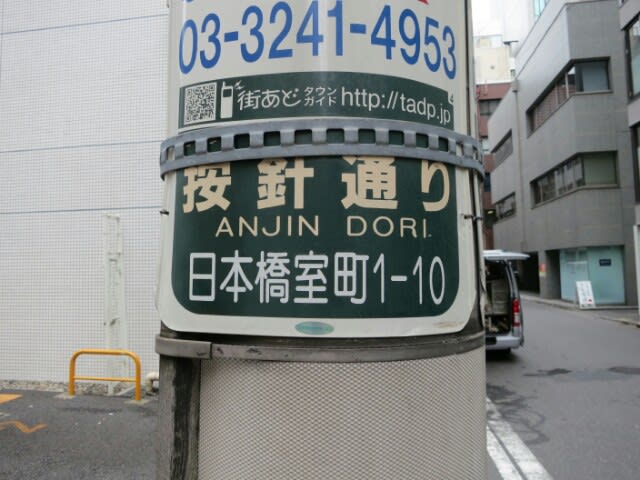 03-3241-4953
街あど タウンガイド http://tadp.jp
按針通り
ANJIN DORI.
日本橋室町1-10